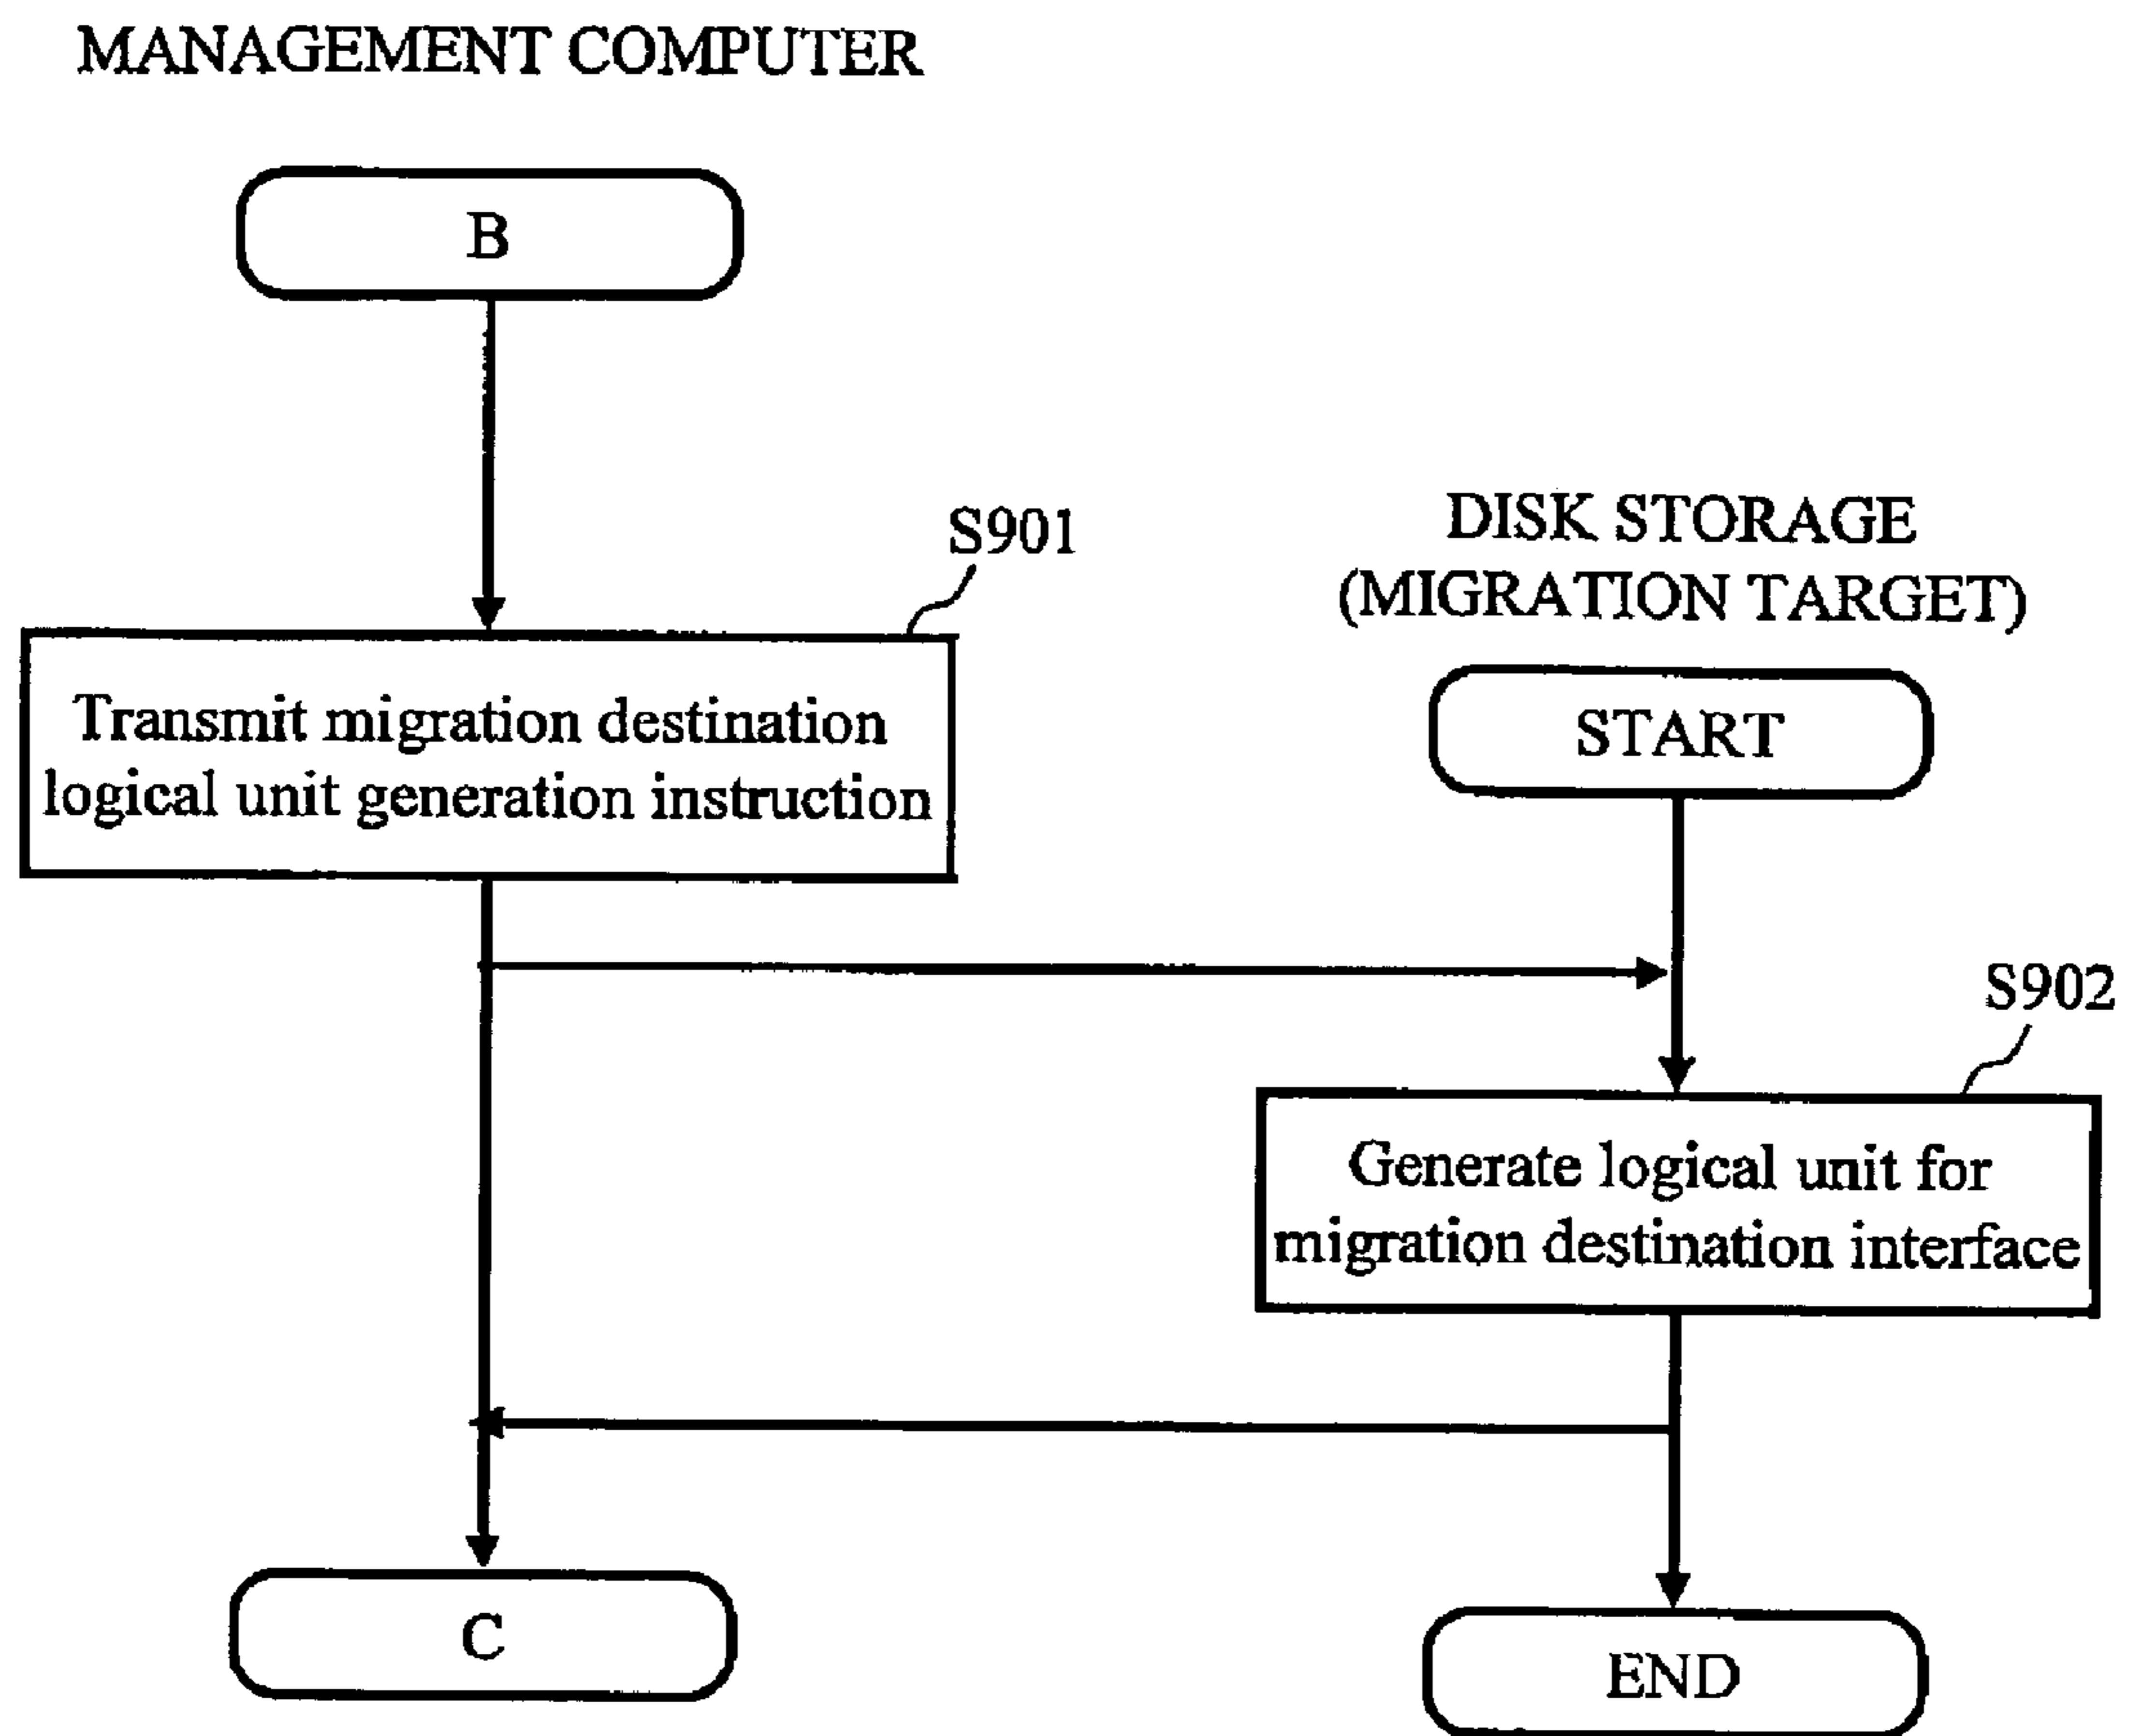 MANAGEMENT COMPUTER
B
S901
Transmit migration destination
logical unit generation instruction
DISK STORAGE
(MIGRATION TARGET)
START
S902
Generate logical unit for
migration destination interface
C
END